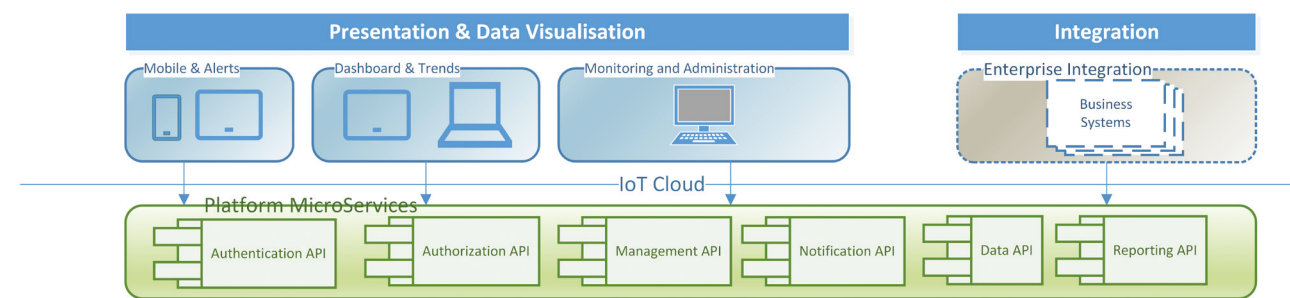 Presentation & Data Visualisation
Integration
Mobile & Alerts
Dashboard & Trends
Monitoring and Administration
Enterprise Integration
Business
Systems
IoT Cloud
Platform MicroServices
Authentication API
Authorization API
Management API
Notification API
Data API
Reporting API